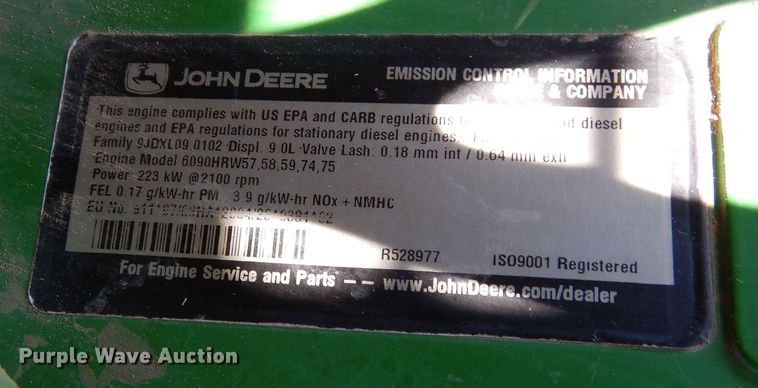 JOHN DEERE
EMISSION CONTROL INFORMATION
& COMPANY
This engine complies with US EPA and CARB regulations diesel
engines and EPA regulations for stationary diesel engines.
Family 9JDXL09 0102 Displ. 9.0L Valve Lash: 0.18 mm int / 0.64 mm exh
Engine Model 6090HRW57,58,59,74,75
Power: 223 kW @2100 rpm
FEL 0.17 g/kW-hr PM 3.9 g/kW-hr NOx + NMHC
EU No.
R528977 ISO9001 Registered
For Engine Service and Parts -- www.JohnDeere.com/dealer
Purple Wave Auction